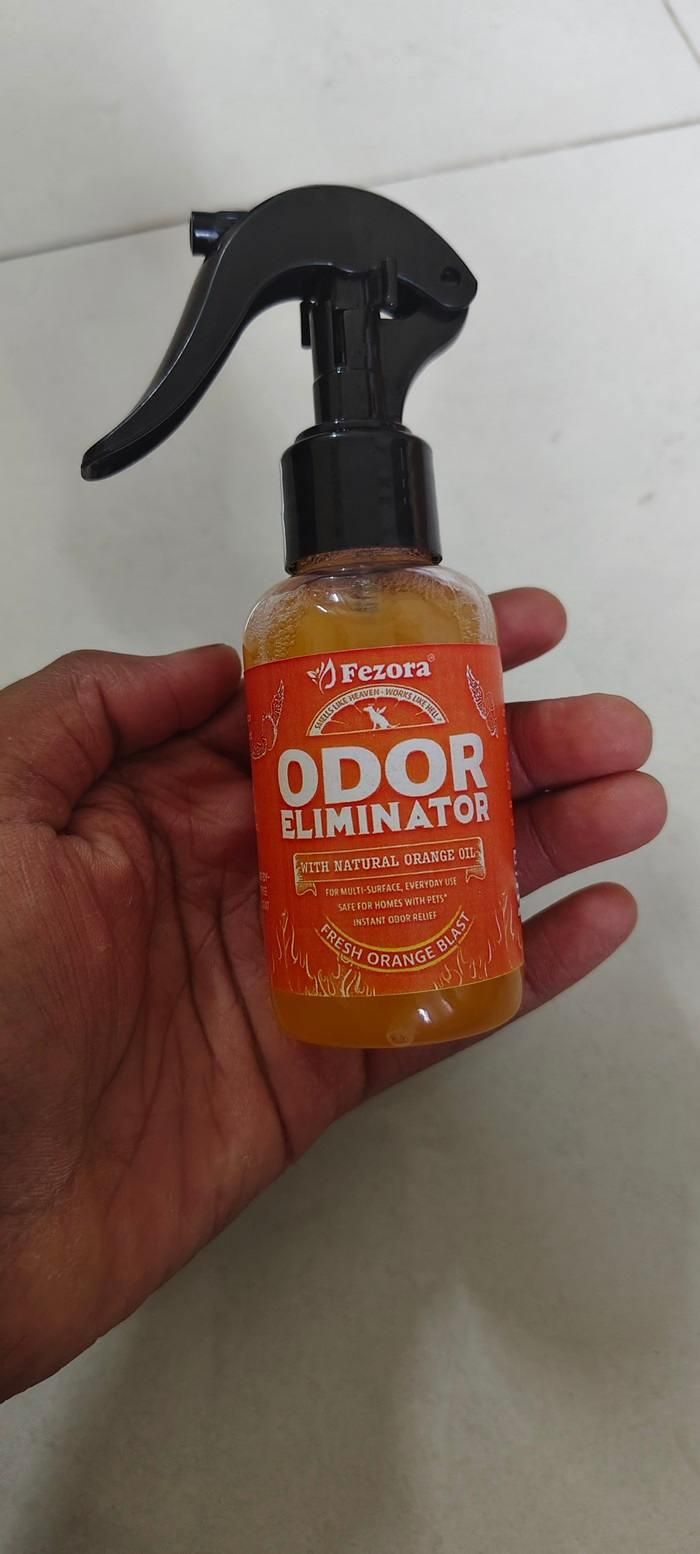 Fezora
SMELLS LIKE HEAVEN - WORKS LIKE HELL!
ODOR
ELIMINATOR
WITH NATURAL ORANGE OIL
FOR MULTI-SURFACE, EVERYDAY USE
SAFE FOR HOMES WITH PETS*
INSTANT ODOR RELIEF
FRESH ORANGE BLAST